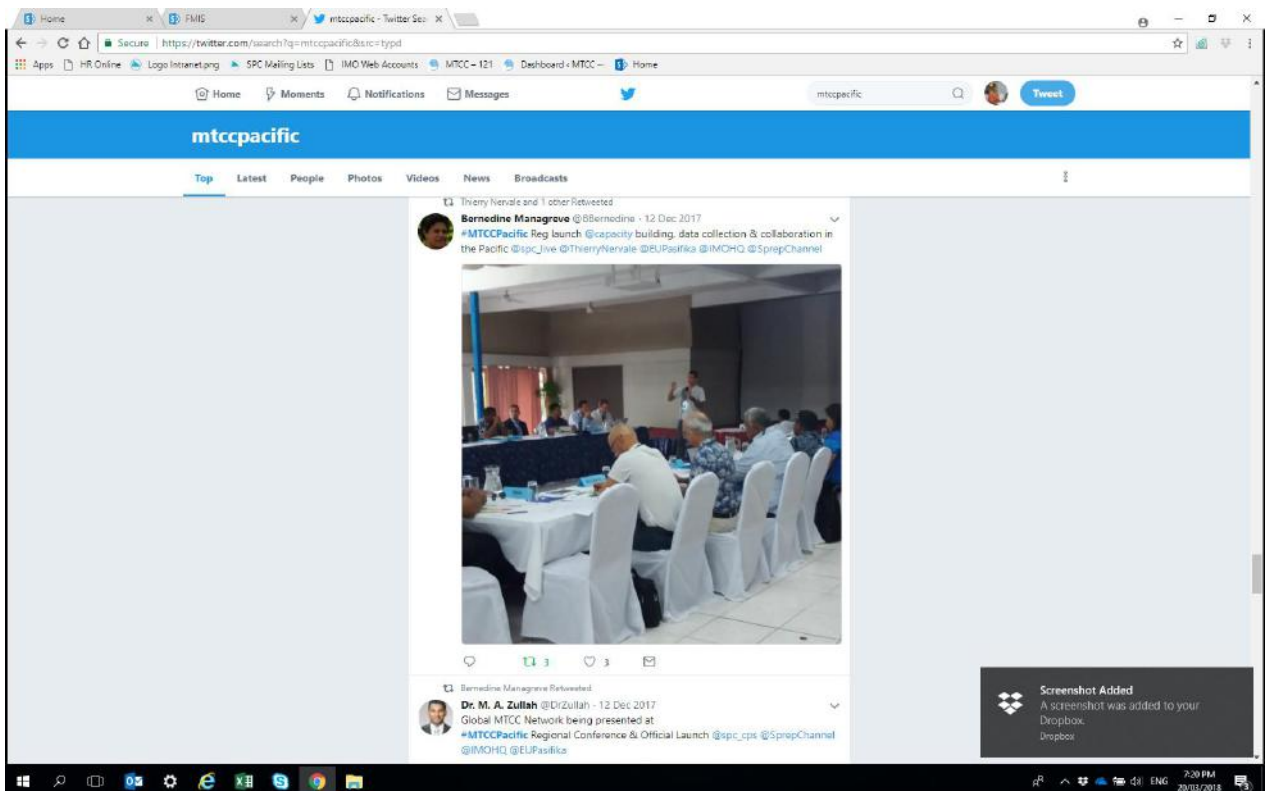 Home
FMIS
mtccpacific - Twitter Sea
Secure
https://twitter.com/search?q=mtccpacific&src=typd
Apps
HR Online
Logo Intranet.png
SPC Mailing Lists
IMO Web Accounts
MTCC – 121
Dashboard ‹ MTCC —
Home
Home
Moments
Notifications
Messages
mtccpacific
Tweet
mtccpacific
Top
Latest
People
Photos
Videos
News
Broadcasts
Thierry Nervale and 1 other Retweeted
Bernedine Managreve @BBernedine - 12 Dec 2017
#MTCCPacific Reg launch @capacity building, data collection & collaboration in
the Pacific @spc_live @ThierryNervale @EUPasifika @IMOHQ @SprepChannel
3
3
Bernedine Managreve Retweeted
Dr. M. A. Zullah @DrZullah - 12 Dec 2017
Global MTCC Network being presented at
#MTCCPacific Regional Conference & Official Launch @spc_cps @SprepChannel
@IMOHQ @EUPasifika
Screenshot Added
A screenshot was added to your
Dropbox.
Dropbox
ENG
7:20 PM
20/03/2018